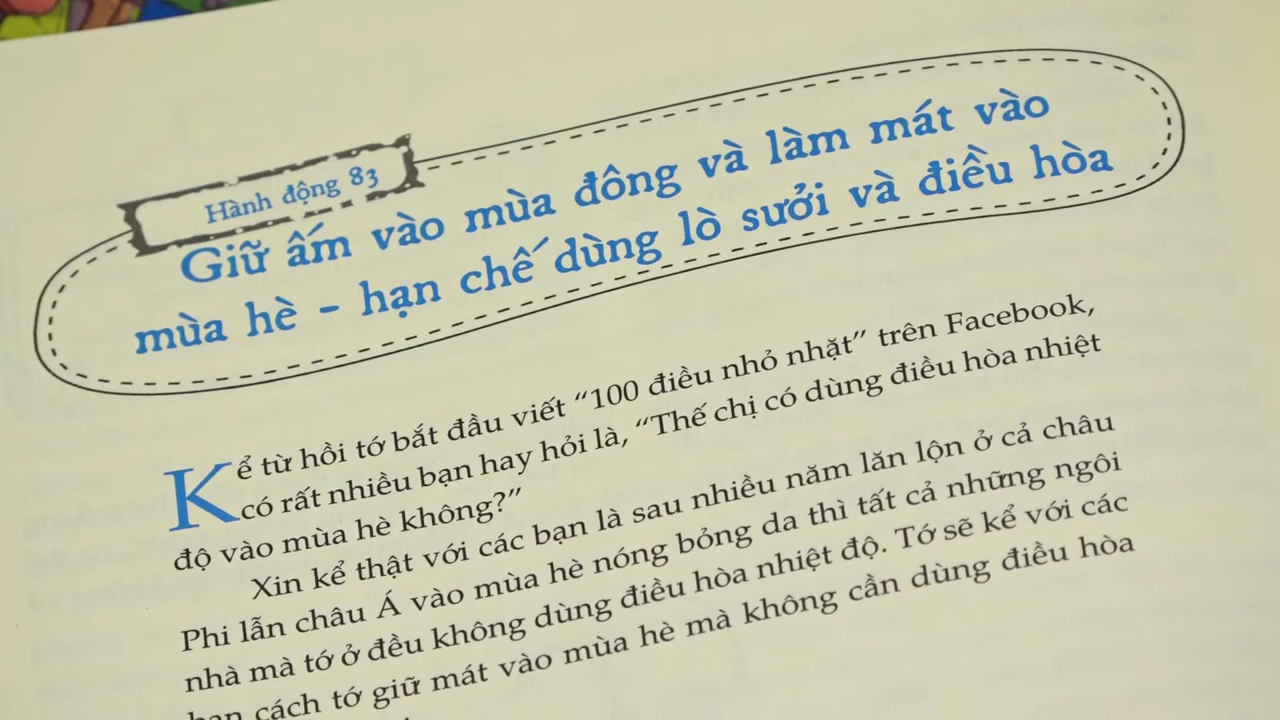 Hành động 83
Giữ ấm vào mùa đông và làm mát vào
mùa hè - hạn chế dùng lò sưởi và điều hòa
Kể từ hồi tớ bắt đầu viết “100 điều nhỏ nhặt” trên Facebook,
có rất nhiều bạn hay hỏi là, “Thế chị có dùng điều hòa nhiệt
độ vào mùa hè không?”
Xin kể thật với các bạn là sau nhiều năm lăn lộn ở cả châu
Phi lẫn châu Á vào mùa hè nóng bỏng da thì tất cả những ngôi
nhà mà tớ ở đều không dùng điều hòa nhiệt độ. Tớ sẽ kể với các
bạn cách tớ giữ mát vào mùa hè mà không cần dùng điều hòa